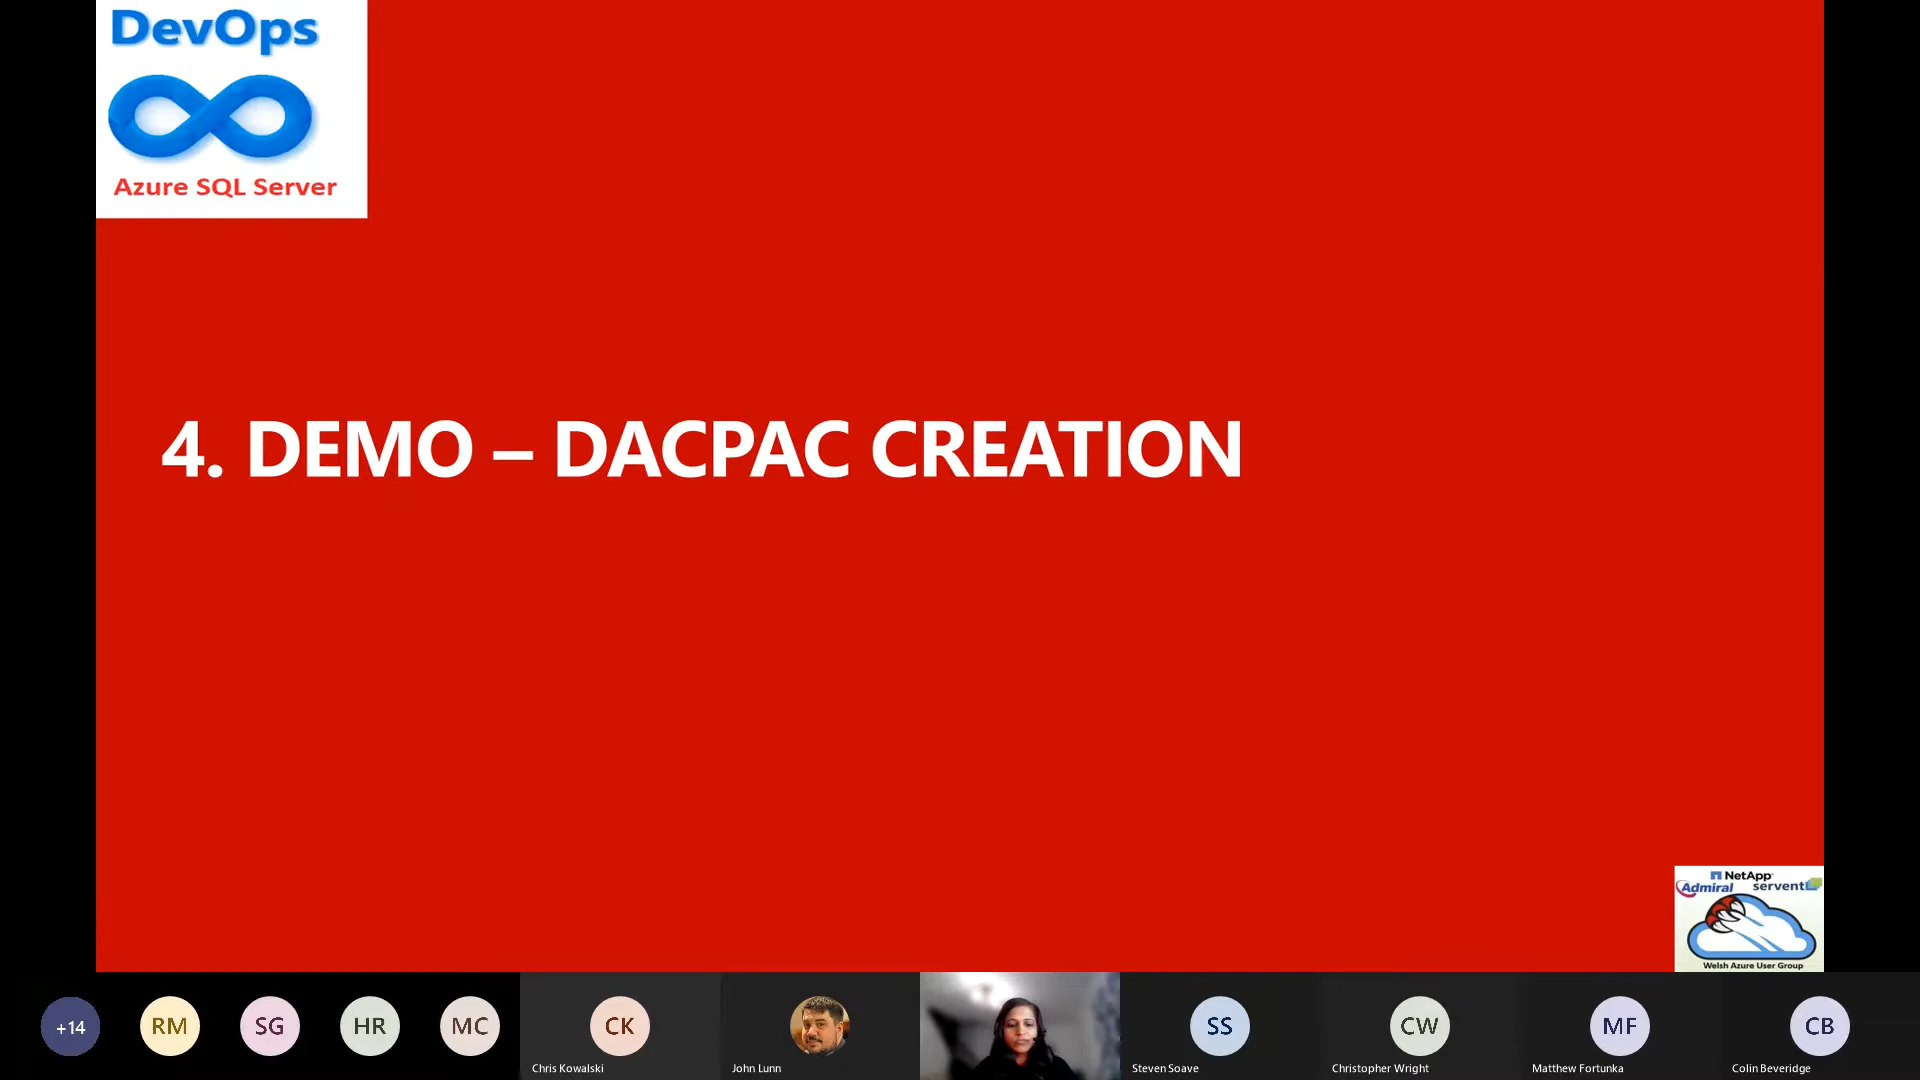 DevOps
Azure SQL Server
4. DEMO – DACPAC CREATION
NetApp
Admiral servent
Welsh Azure User Group
+14
RM
SG
HR
MC
CK
SS
CW
MF
CB
Chris Kowalski
John Lunn
Steven Soave
Christopher Wright
Matthew Fortunka
Colin Beveridge